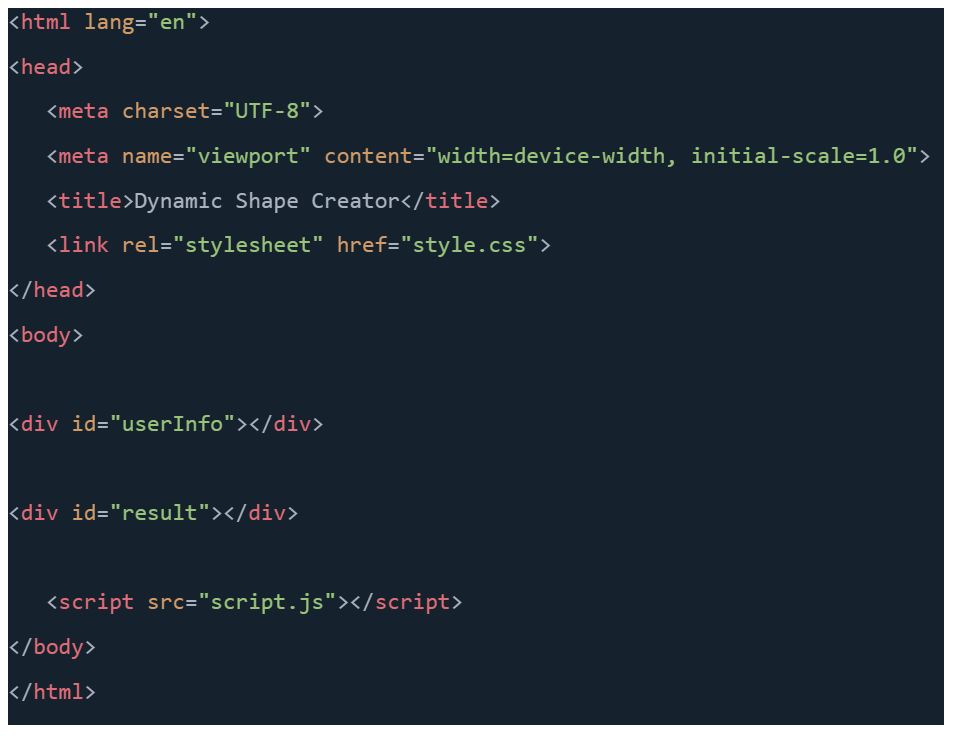 <html lang="en">
<head>
<meta charset="UTF-8">
<meta name="viewport" content="width=device-width, initial-scale=1.0">
<title>Dynamic Shape Creator</title>
<link rel="stylesheet" href="style.css">
</head>
<body>
<div id="userInfo"></div>
<div id="result"></div>
<script src="script.js"></script>
</body>
</html>